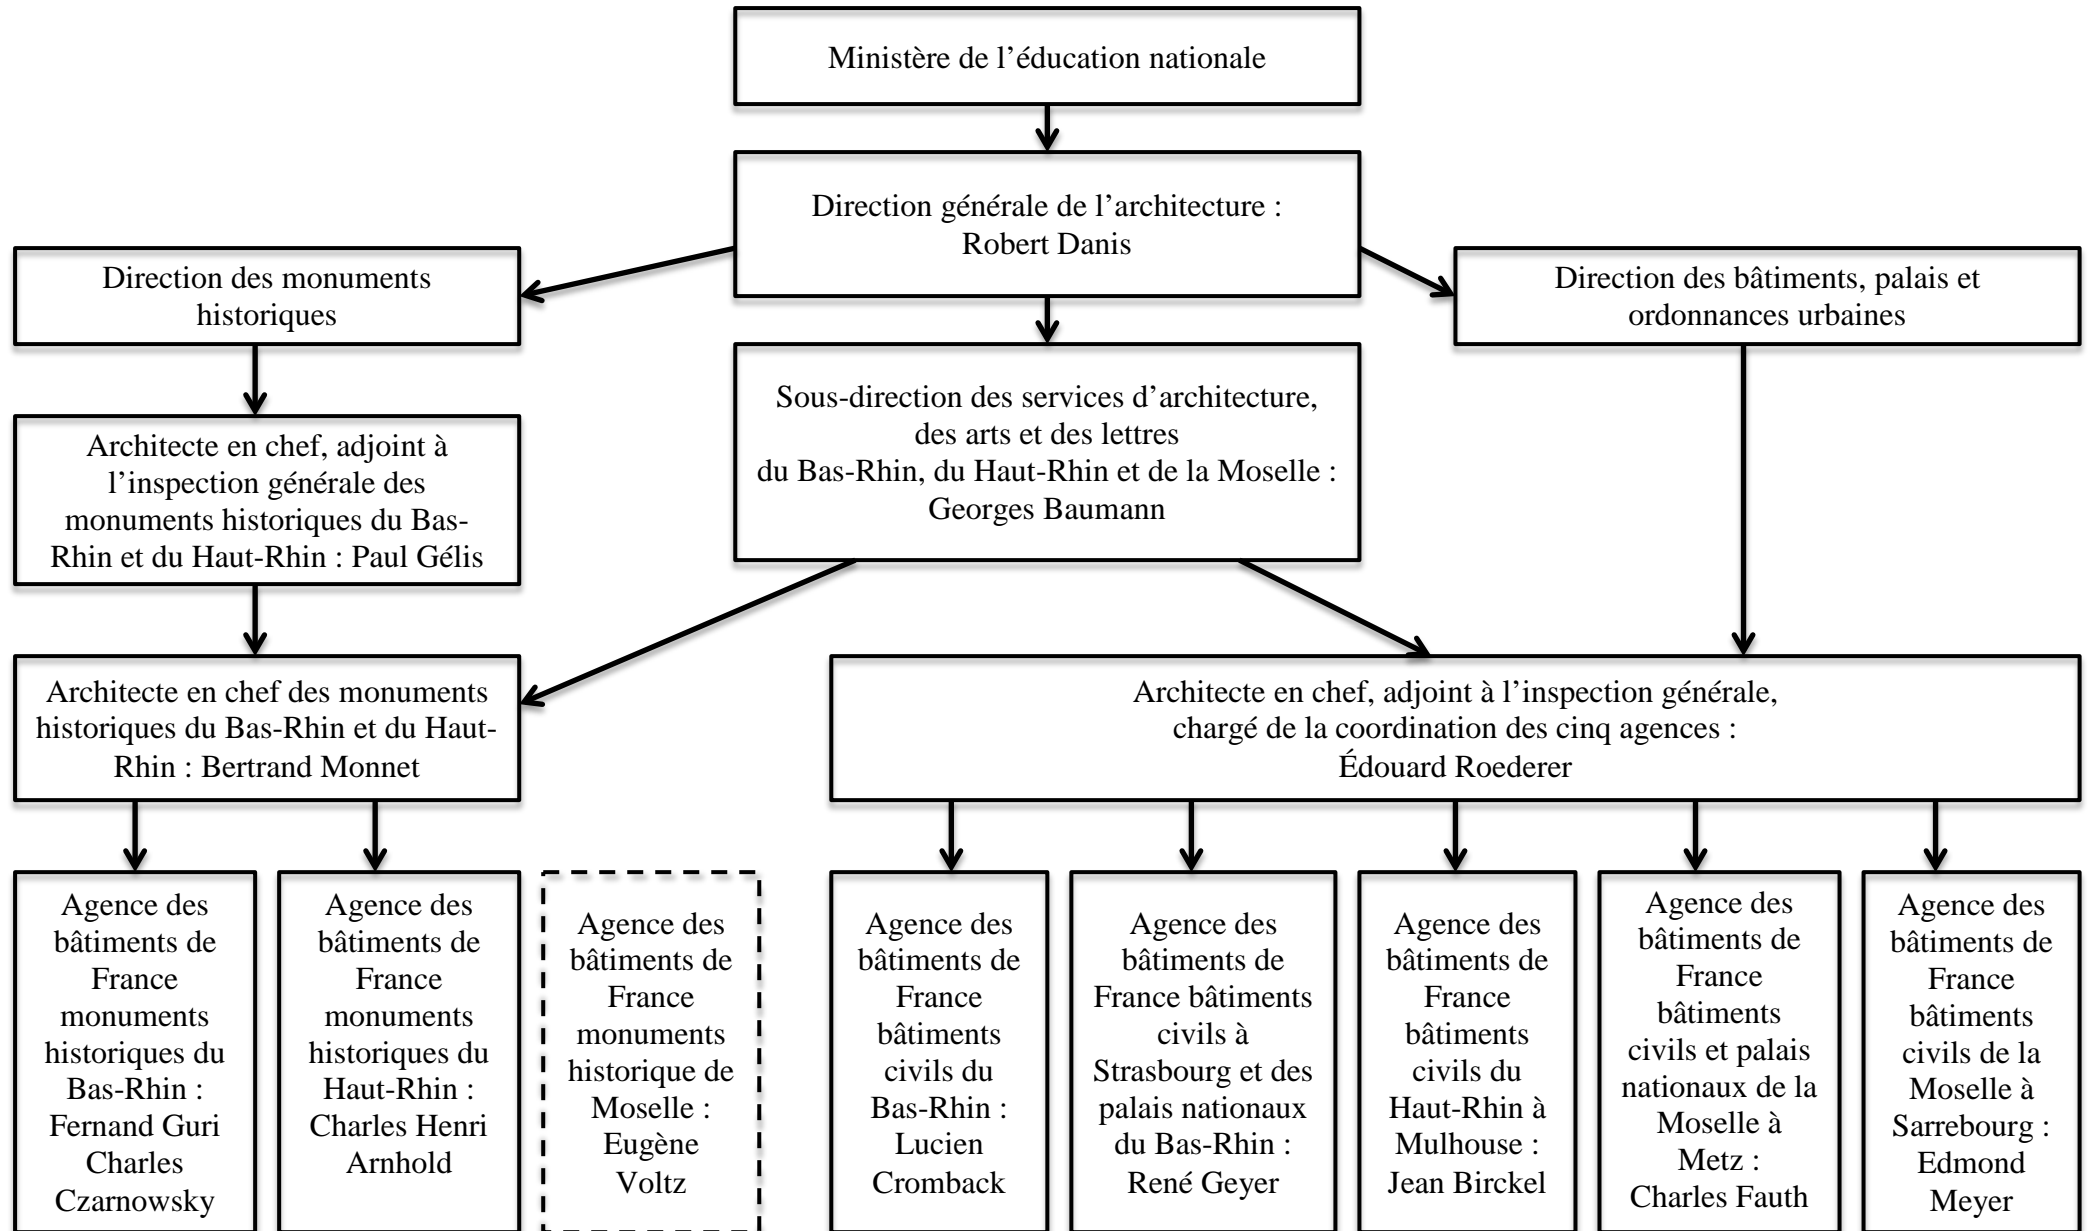 Ministère de l’éducation nationale
Direction générale de l’architecture :
Robert Danis
Direction des monuments
historiques
Direction des bâtiments, palais et
ordonnances urbaines
Architecte en chef, adjoint à
l’inspection générale des
monuments historiques du Bas-
Rhin et du Haut-Rhin : Paul Gélis
Sous-direction des services d’architecture,
des arts et des lettres
du Bas-Rhin, du Haut-Rhin et de la Moselle :
Georges Baumann
Architecte en chef des monuments
historiques du Bas-Rhin et du Haut-
Rhin : Bertrand Monnet
Architecte en chef, adjoint à l’inspection générale,
chargé de la coordination des cinq agences :
Édouard Roederer
Agence des
bâtiments de
France
monuments
historiques du
Bas-Rhin :
Fernand Guri
Charles
Czarnowsky
Agence des
bâtiments de
France
monuments
historiques du
Haut-Rhin :
Charles Henri
Arnhold
Agence des
bâtiments de
France
monuments
historique de
Moselle :
Eugène
Voltz
Agence des
bâtiments de
France
bâtiments
civils du
Bas-Rhin :
Lucien
Cromback
Agence des
bâtiments de
France bâtiments
civils à
Strasbourg et des
palais nationaux
du Bas-Rhin :
René Geyer
Agence des
bâtiments de
France
bâtiments
civils du
Haut-Rhin à
Mulhouse :
Jean Birckel
Agence des
bâtiments de
France
bâtiments
civils et palais
nationaux de la
Moselle à
Metz :
Charles Fauth
Agence des
bâtiments de
France
bâtiments
civils de la
Moselle à
Sarrebourg :
Edmond
Meyer